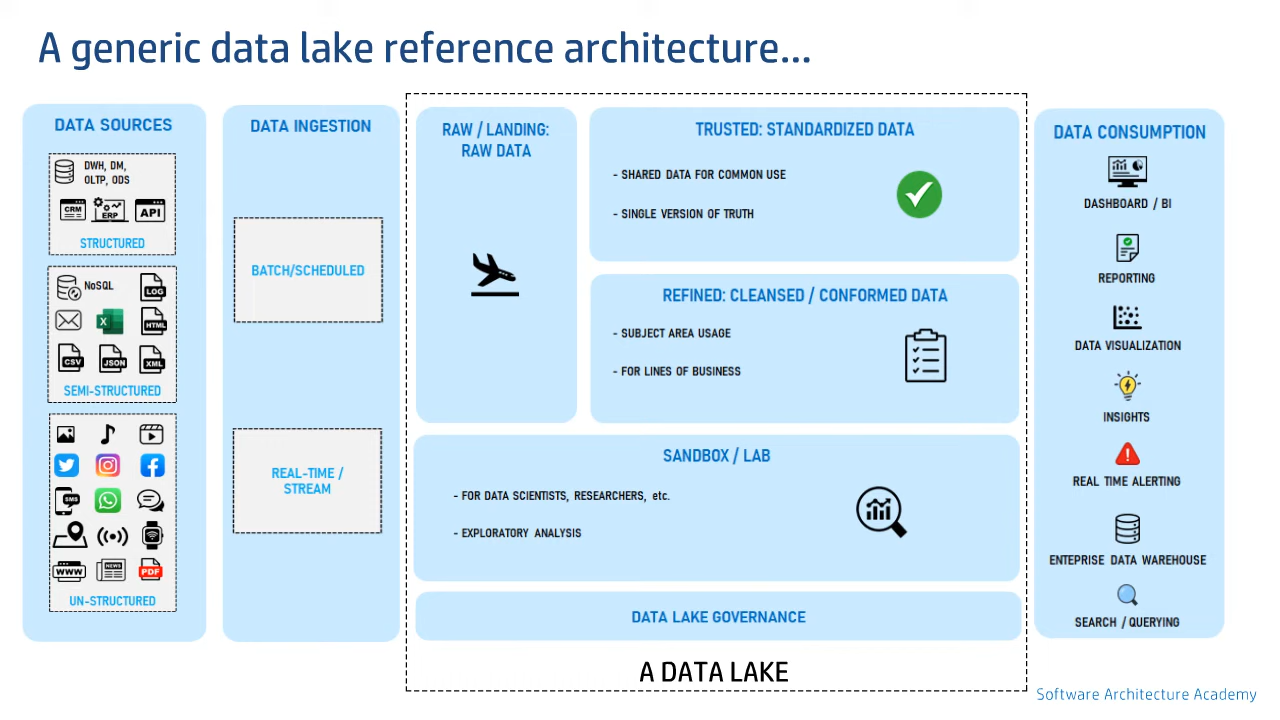 A generic data lake reference architecture...
DATA SOURCES
DWH, DM,
OLTP, ODS
CRM
ERP
API
STRUCTURED
NoSQL
LOG
HTML
CSV
JSON
XML
SEMI-STRUCTURED
SMS
WWW
NEWS
PDF
UN-STRUCTURED
DATA INGESTION
BATCH/SCHEDULED
REAL-TIME /
STREAM
RAW / LANDING:
RAW DATA
TRUSTED: STANDARDIZED DATA
- SHARED DATA FOR COMMON USE
- SINGLE VERSION OF TRUTH
REFINED: CLEANSED / CONFORMED DATA
- SUBJECT AREA USAGE
- FOR LINES OF BUSINESS
SANDBOX / LAB
- FOR DATA SCIENTISTS, RESEARCHERS, etc.
- EXPLORATORY ANALYSIS
DATA LAKE GOVERNANCE
A DATA LAKE
DATA CONSUMPTION
DASHBOARD / BI
REPORTING
DATA VISUALIZATION
INSIGHTS
REAL TIME ALERTING
ENTEPRISE DATA WAREHOUSE
SEARCH / QUERYING
Software Architecture Academy